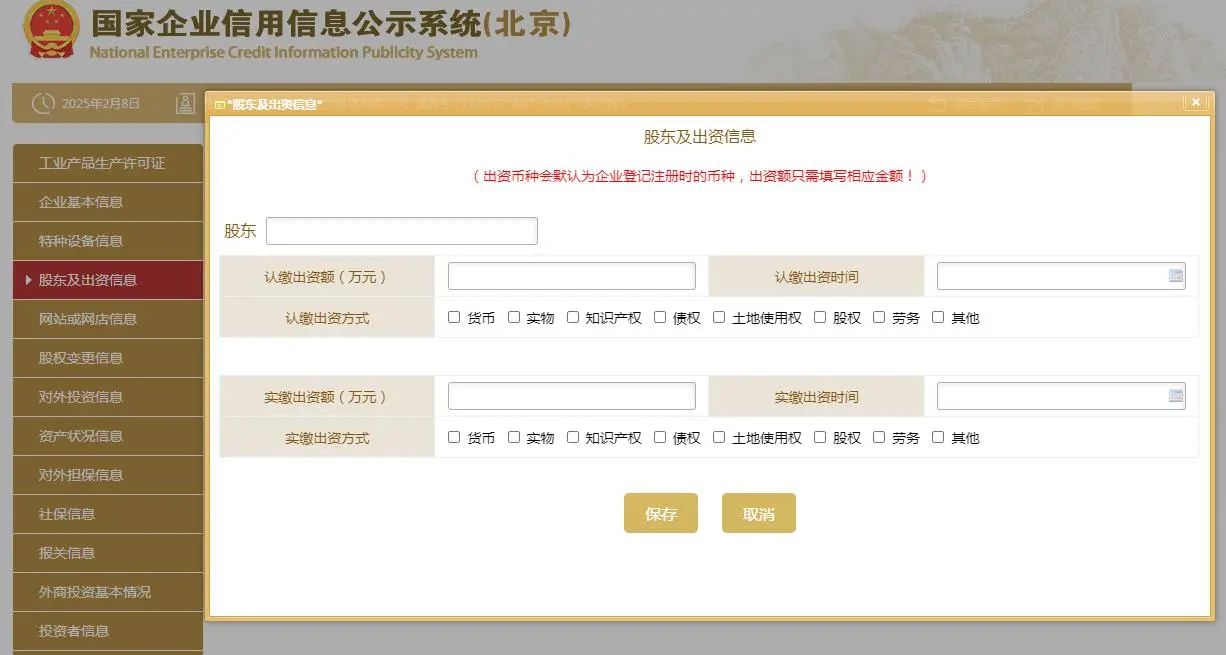 国家企业信用信息公示系统(北京)
National Enterprise Credit Information Publicity System
2025年2月8日
*股东及出资信息*
工业产品生产许可证
企业基本信息
特种设备信息
股东及出资信息
网站或网店信息
股权变更信息
对外投资信息
资产状况信息
对外担保信息
社保信息
报关信息
外商投资基本情况
投资者信息
股东及出资信息
（出资币种会默认为企业登记注册时的币种，出资额只需填写相应金额！）
股东
认缴出资额（万元） 认缴出资时间
认缴出资方式 货币 实物 知识产权 债权 土地使用权 股权 劳务 其他
实缴出资额（万元） 实缴出资时间
实缴出资方式 货币 实物 知识产权 债权 土地使用权 股权 劳务 其他
保存 取消